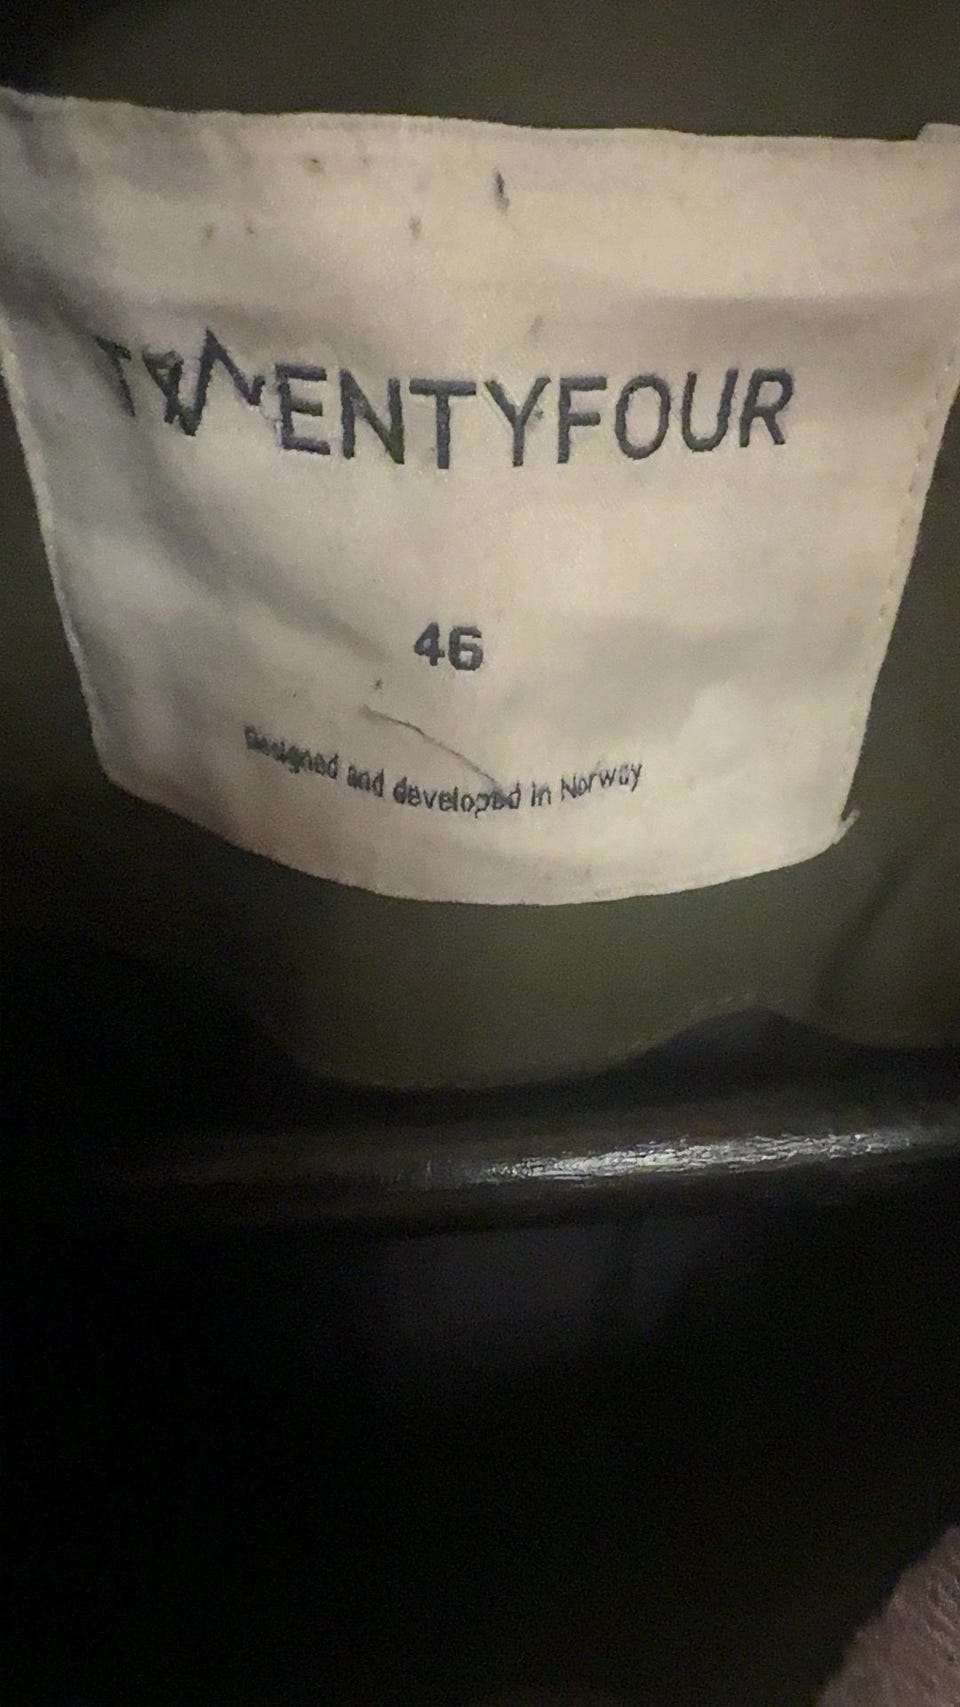 TWENTYFOUR
46
Designed and developed in Norway